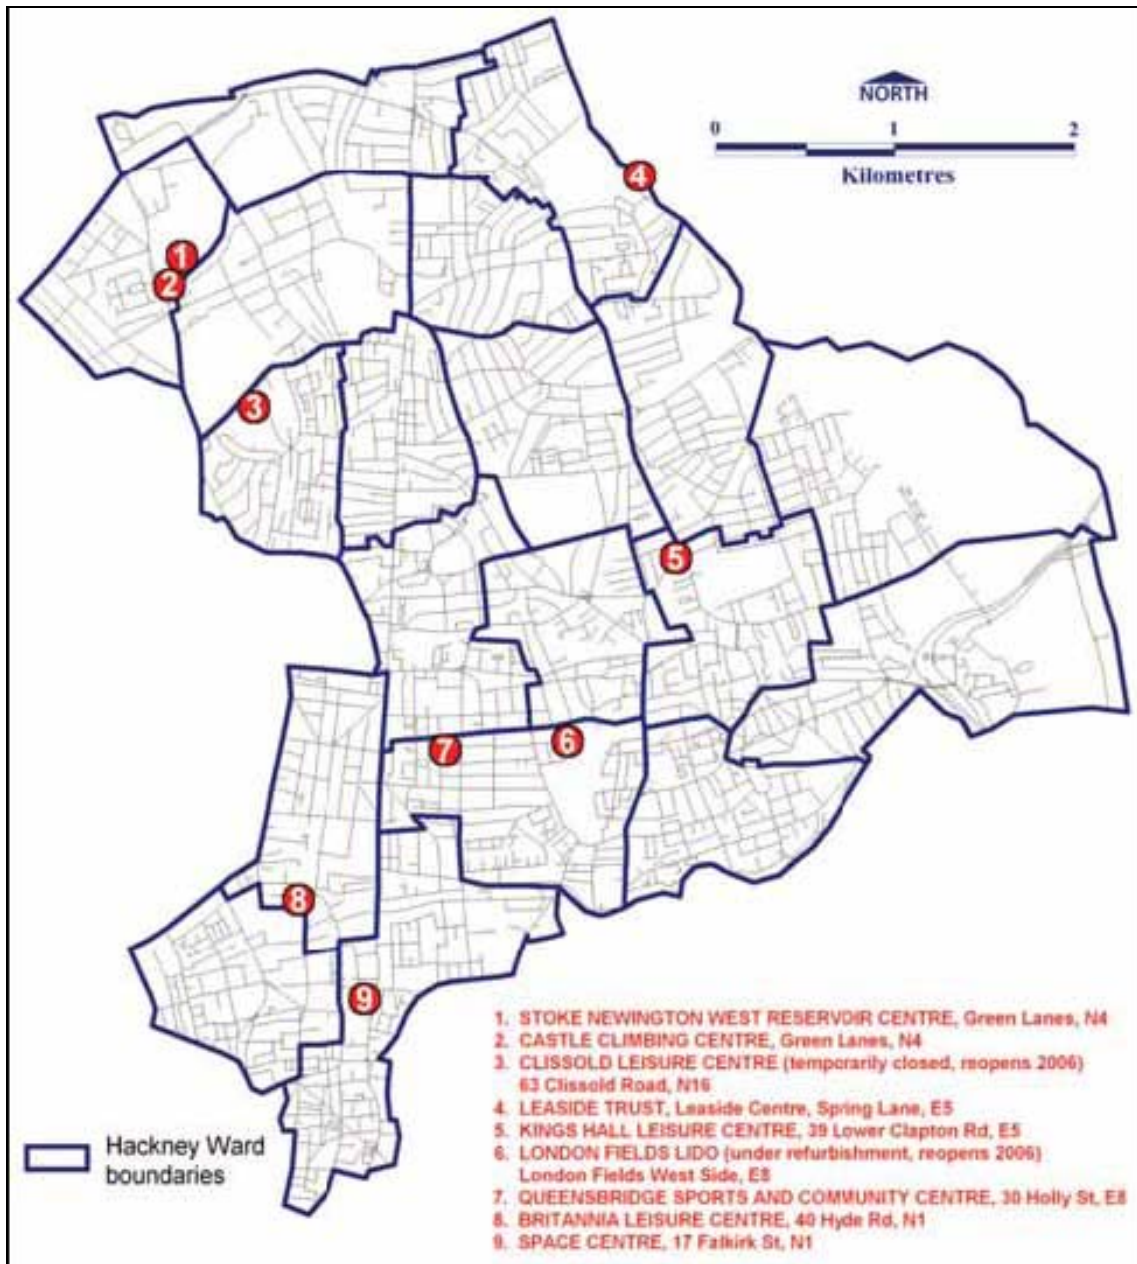 NORTH
0 1 2
Kilometres
4
1
2
3
5
6
7
8
9
1. STOKE NEWINGTON WEST RESERVOIR CENTRE, Green Lanes, N4
2. CASTLE CLIMBING CENTRE, Green Lanes, N4
3. CLISSOLD LEISURE CENTRE (temporarily closed, reopens 2006)
63 Clissold Road, N16
4. LEASIDE TRUST, Leaside Centre, Spring Lane, E5
5. KINGS HALL LEISURE CENTRE, 39 Lower Clapton Rd, E5
6. LONDON FIELDS LIDO (under refurbishment, reopens 2006)
London Fields West Side, E8
7. QUEENSBRIDGE SPORTS AND COMMUNITY CENTRE, 30 Holly St, E8
8. BRITANNIA LEISURE CENTRE, 40 Hyde Rd, N1
9. SPACE CENTRE, 17 Falkirk St, N1
Hackney Ward
boundaries